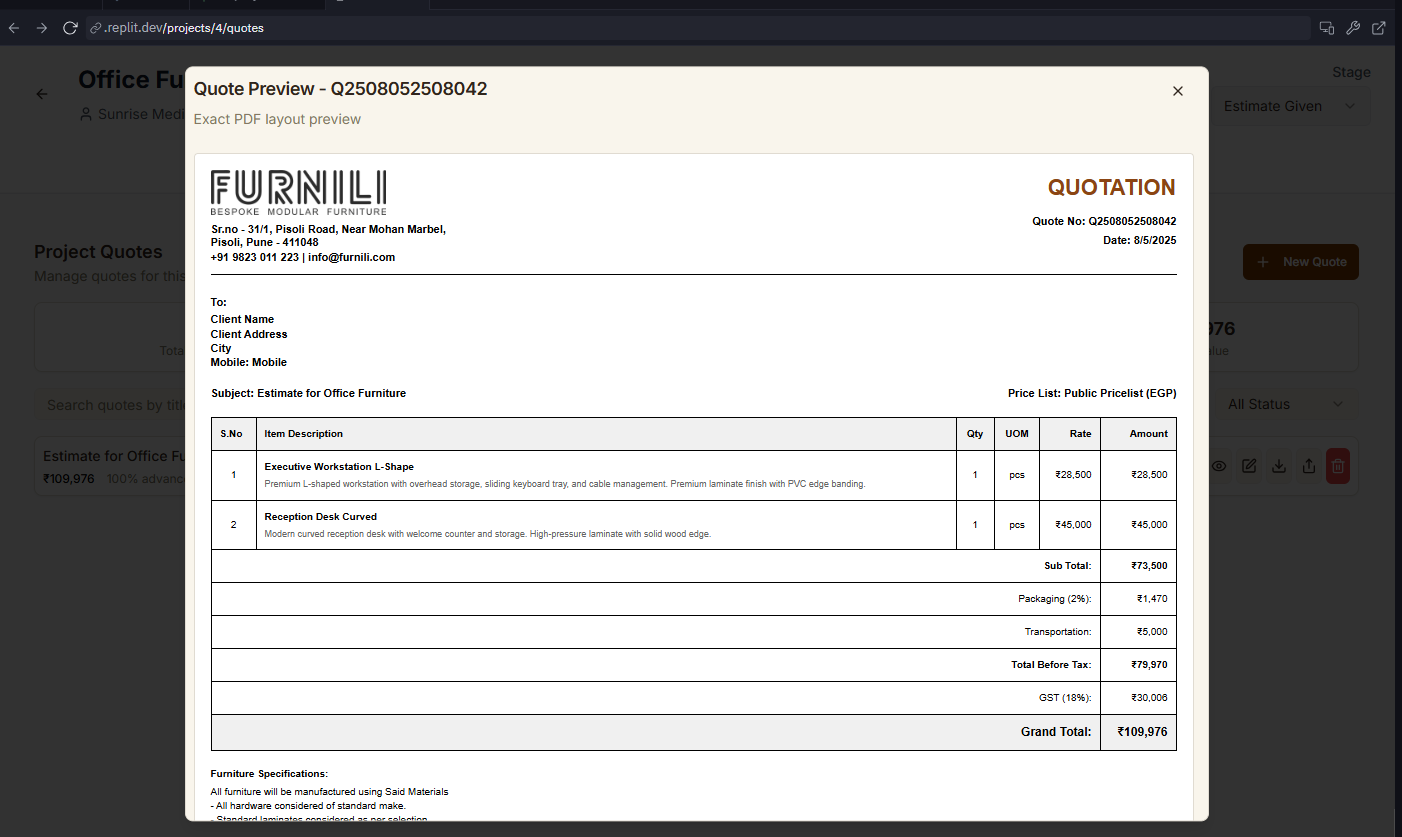 .replit.dev/projects/4/quotes
Office Fu
Sunrise Medi
Stage
Estimate Given
Quote Preview - Q2508052508042
Exact PDF layout preview
FURNILI
BESPOKE MODULAR FURNITURE
Sr.no - 31/1, Pisoli Road, Near Mohan Marbel,
Pisoli, Pune - 411048
+91 9823 011 223 | info@furnili.com
QUOTATION
Quote No: Q2508052508042
Date: 8/5/2025
Project Quotes
Manage quotes for this
+ New Quote
To:
Client Name
Client Address
City
Mobile: Mobile
Tota
976
alue
Subject: Estimate for Office Furniture
Price List: Public Pricelist (EGP)
Search quotes by title
All Status
S.No Item Description Qty UOM Rate Amount
1 Executive Workstation L-Shape 1 pcs ₹28,500 ₹28,500
Premium L-shaped workstation with overhead storage, sliding keyboard tray, and cable management. Premium laminate finish with PVC edge banding.
2 Reception Desk Curved 1 pcs ₹45,000 ₹45,000
Modern curved reception desk with welcome counter and storage. High-pressure laminate with solid wood edge.
Estimate for Office Fu
₹109,976 100% advanc
Sub Total: ₹73,500
Packaging (2%): ₹1,470
Transportation: ₹5,000
Total Before Tax: ₹79,970
GST (18%): ₹30,006
Grand Total: ₹109,976
Furniture Specifications:
All furniture will be manufactured using Said Materials
- All hardware considered of standard make.
- Standard laminates considered as per selection.